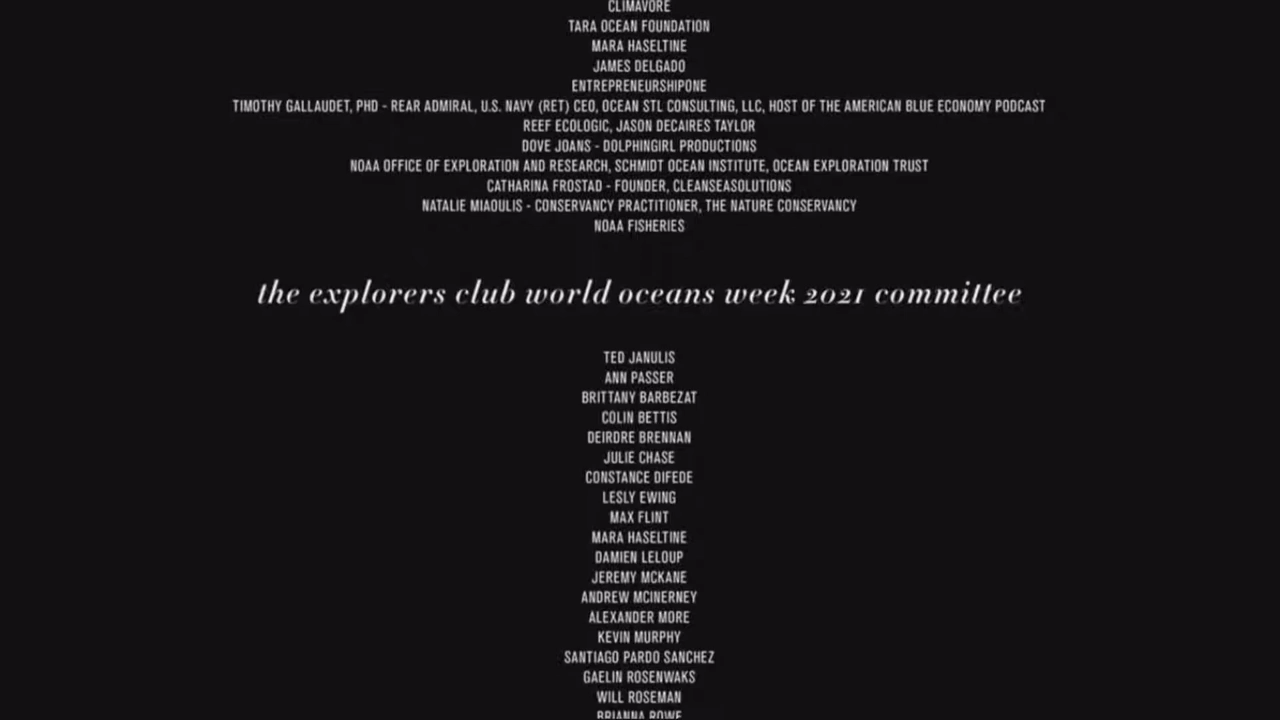 CLIMAVORE
TARA OCEAN FOUNDATION
MARA HASELTINE
JAMES DELGADO
ENTREPRENEURSHIPONE
TIMOTHY GALLAUDET, PHD - REAR ADMIRAL, U.S. NAVY (RET) CEO, OCEAN STL CONSULTING, LLC, HOST OF THE AMERICAN BLUE ECONOMY PODCAST
REEF ECOLOGIC, JASON DECAIRES TAYLOR
DOVE JOANS - DOLPHINGIRL PRODUCTIONS
NOAA OFFICE OF EXPLORATION AND RESEARCH, SCHMIDT OCEAN INSTITUTE, OCEAN EXPLORATION TRUST
CATHARINA FROSTAD - FOUNDER, CLEANSEASOLUTIONS
NATALIE MIAOULIS - CONSERVANCY PRACTITIONER, THE NATURE CONSERVANCY
NOAA FISHERIES
the explorers club world oceans week 2021 committee
TED JANULIS
ANN PASSER
BRITTANY BARBEZAT
COLIN BETTIS
DEIRDRE BRENNAN
JULIE CHASE
CONSTANCE DIFEDE
LESLY EWING
MAX FLINT
MARA HASELTINE
DAMIEN LELOUP
JEREMY MCKANE
ANDREW MCINERNEY
ALEXANDER MORE
KEVIN MURPHY
SANTIAGO PARDO SANCHEZ
GAELIN ROSENWAKS
WILL ROSEMAN
BRIANNA ROWE